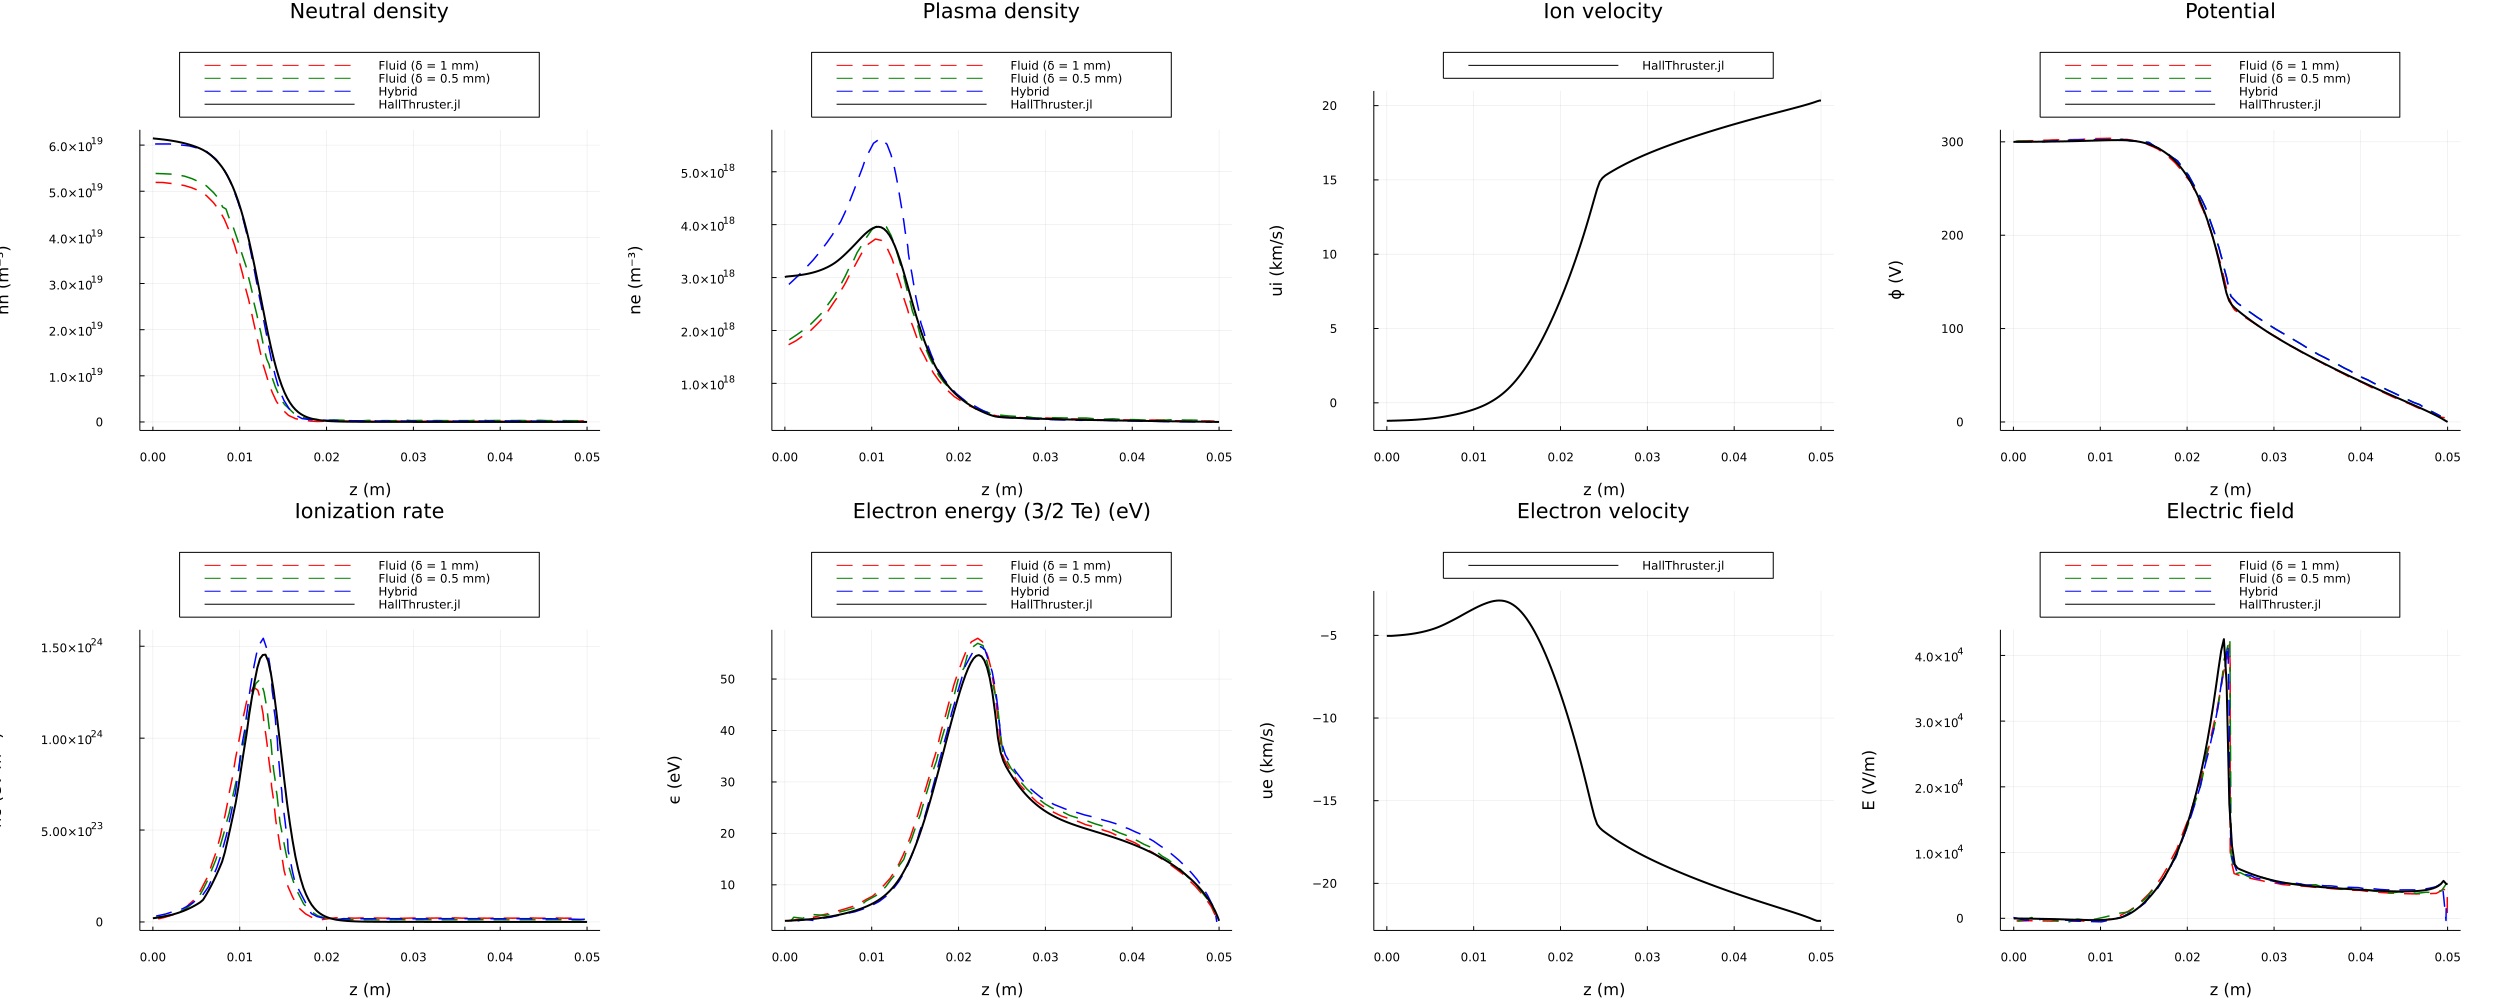 Neutral density
Fluid (δ = 1 mm)
Fluid (δ = 0.5 mm)
Hybrid
HallThruster.jl
6.0×10¹⁹
5.0×10¹⁹
4.0×10¹⁹
3.0×10¹⁹
2.0×10¹⁹
1.0×10¹⁹
0
0.00 0.01 0.02 0.03 0.04 0.05
z (m)
Plasma density
Fluid (δ = 1 mm)
Fluid (δ = 0.5 mm)
Hybrid
HallThruster.jl
ne (m⁻³)
5.0×10¹⁸
4.0×10¹⁸
3.0×10¹⁸
2.0×10¹⁸
1.0×10¹⁸
0.00 0.01 0.02 0.03 0.04 0.05
z (m)
Ion velocity
HallThruster.jl
ui (km/s)
20
15
10
5
0
0.00 0.01 0.02 0.03 0.04 0.05
z (m)
Potential
Fluid (δ = 1 mm)
Fluid (δ = 0.5 mm)
Hybrid
HallThruster.jl
ϕ (V)
300
200
100
0
0.00 0.01 0.02 0.03 0.04 0.05
z (m)
Ionization rate
Fluid (δ = 1 mm)
Fluid (δ = 0.5 mm)
Hybrid
HallThruster.jl
1.50×10²⁴
1.00×10²⁴
5.00×10²³
0
0.00 0.01 0.02 0.03 0.04 0.05
z (m)
Electron energy (3/2 Te) (eV)
Fluid (δ = 1 mm)
Fluid (δ = 0.5 mm)
Hybrid
HallThruster.jl
ϵ (eV)
50
40
30
20
10
0.00 0.01 0.02 0.03 0.04 0.05
z (m)
Electron velocity
HallThruster.jl
ue (km/s)
−5
−10
−15
−20
0.00 0.01 0.02 0.03 0.04 0.05
z (m)
Electric field
Fluid (δ = 1 mm)
Fluid (δ = 0.5 mm)
Hybrid
HallThruster.jl
E (V/m)
4.0×10⁴
3.0×10⁴
2.0×10⁴
1.0×10⁴
0
0.00 0.01 0.02 0.03 0.04 0.05
z (m)